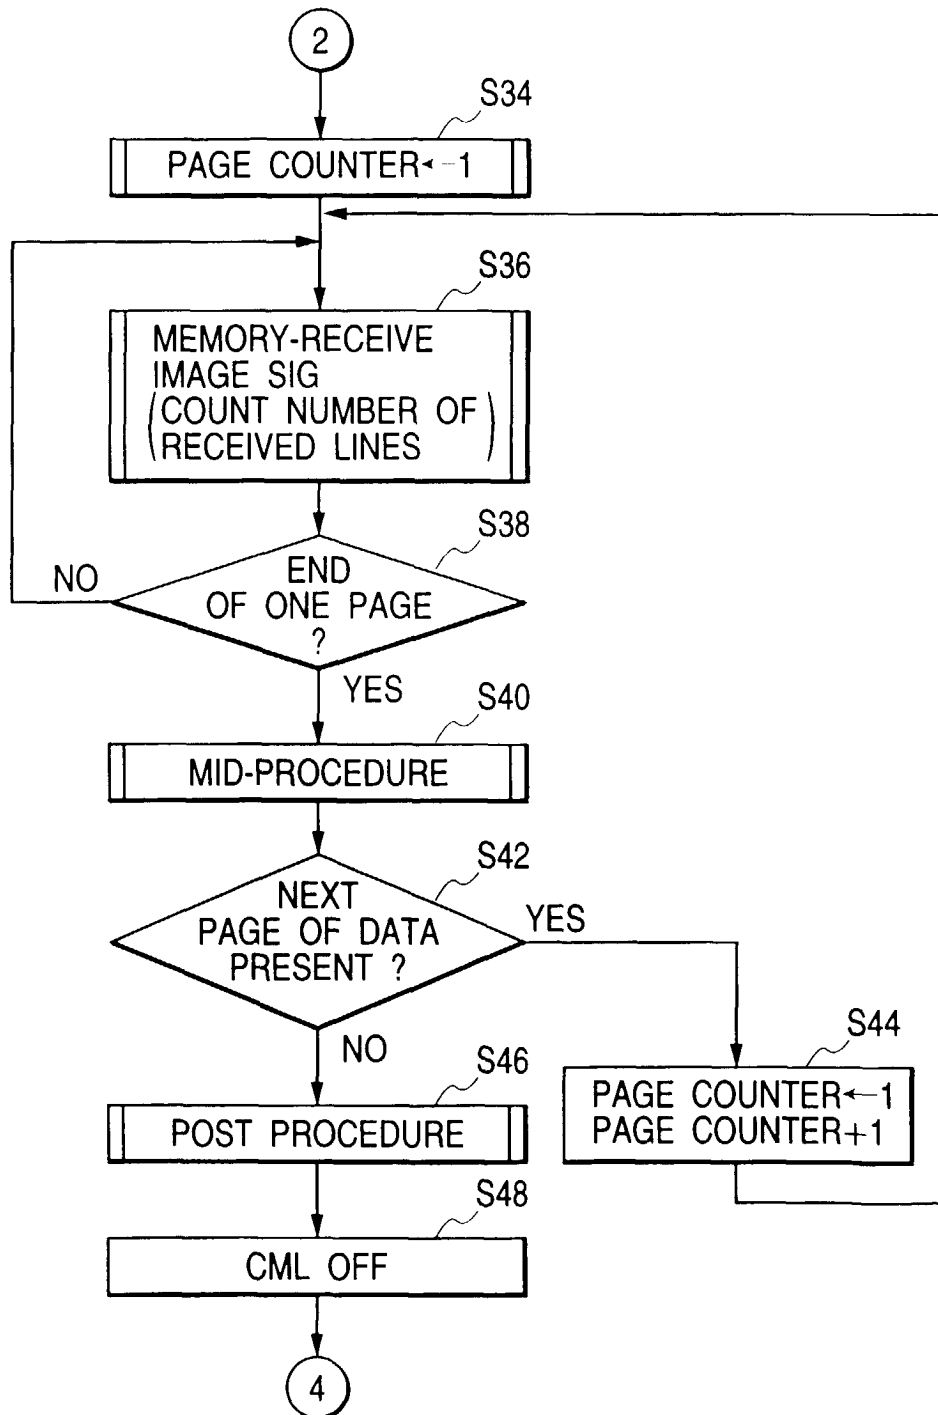 2
S34
PAGE COUNTER←1
S36
MEMORY-RECEIVE
IMAGE SIG
(COUNT NUMBER OF
RECEIVED LINES)
S38
END
OF ONE PAGE
?
NO
YES
S40
MID-PROCEDURE
S42
NEXT
PAGE OF DATA
PRESENT ?
YES
NO
S44
PAGE COUNTER←1
PAGE COUNTER+1
S46
POST PROCEDURE
S48
CML OFF
4